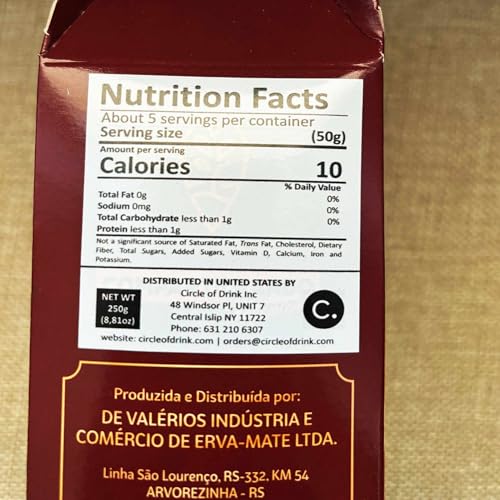 Nutrition Facts
About 5 servings per container
Serving size (50g)
Amount per serving
Calories 10
% Daily Value
Total Fat 0g 0%
Sodium 0mg 0%
Total Carbohydrate less than 1g 0%
Protein less than 1g
Not a significant source of Saturated Fat, Trans Fat, Cholesterol, Dietary
Fiber, Total Sugars, Added Sugars, Vitamin D, Calcium, Iron and
Potassium.
DISTRIBUTED IN UNITED STATES BY
Circle of Drink Inc
48 Windsor Pl, UNIT 7
Central Islip NY 11722
Phone: 631 210 6307
website: circleofdrink.com | orders@circleofdrink.com
NET WT
250g
(8,81oz)
C.
Produzida e Distribuída por:
DE VALÉRIOS INDÚSTRIA E
COMÉRCIO DE ERVA-MATE LTDA.
Linha São Lourenço, RS-332, KM 54
ARVOREZINHA - RS